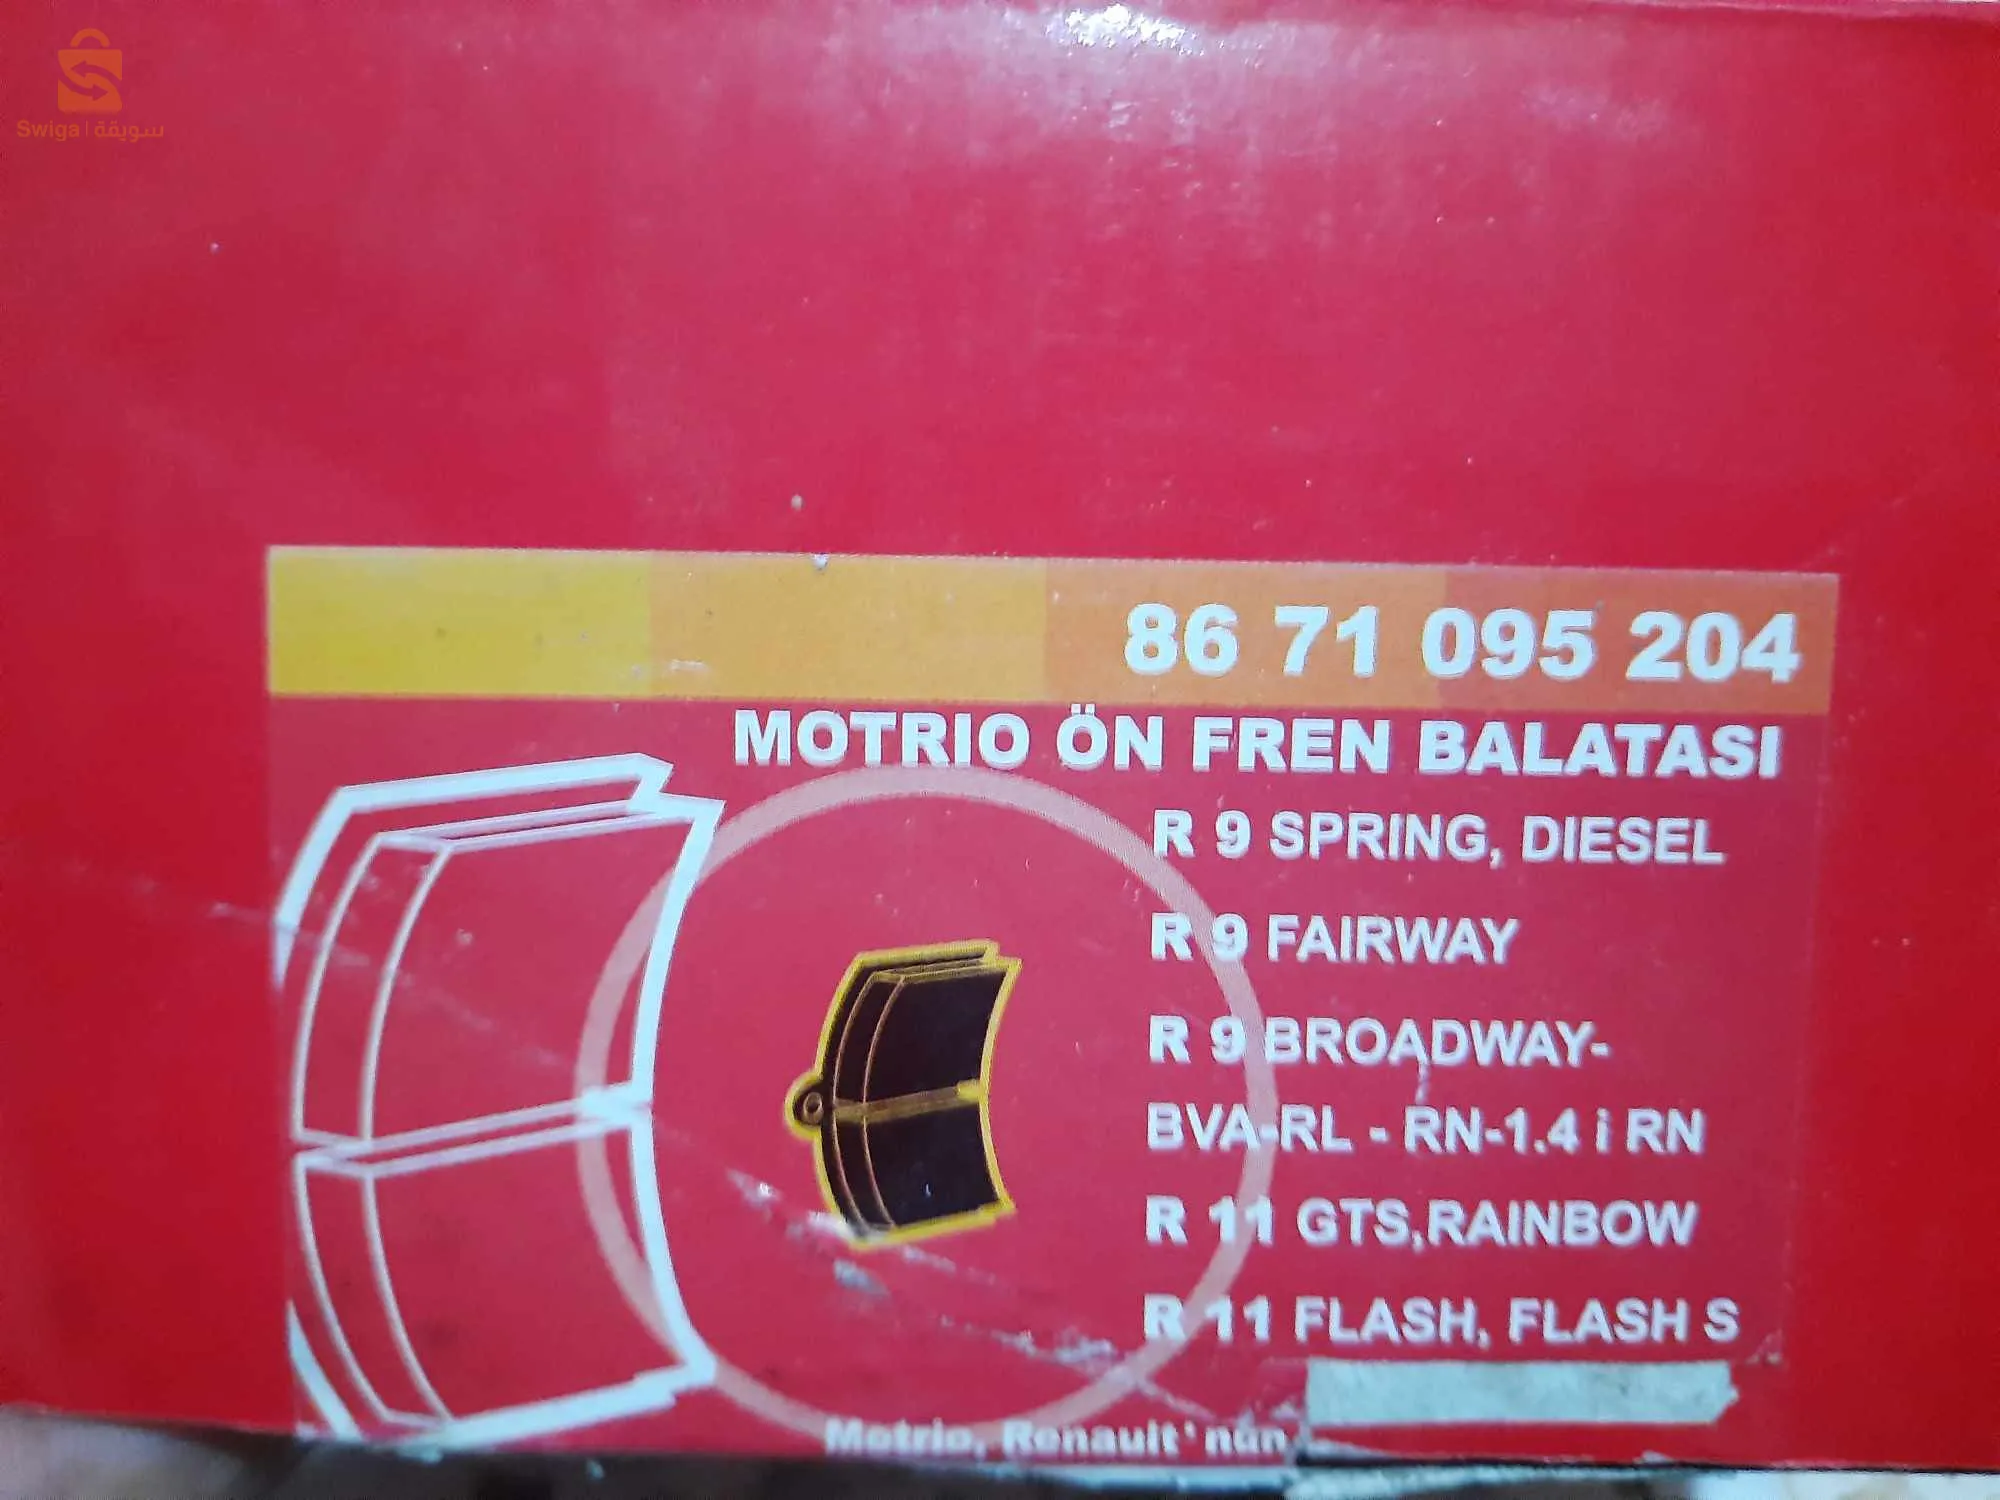 Swiga | سويقة
86 71 095 204
MOTRIO ÖN FREN BALATASI
R 9 SPRING, DIESEL
R 9 FAIRWAY
R 9 BROADWAY-
BVA-RL - RN-1.4 i RN
R 11 GTS,RAINBOW
R 11 FLASH, FLASH S
Motrio, Renault'nun